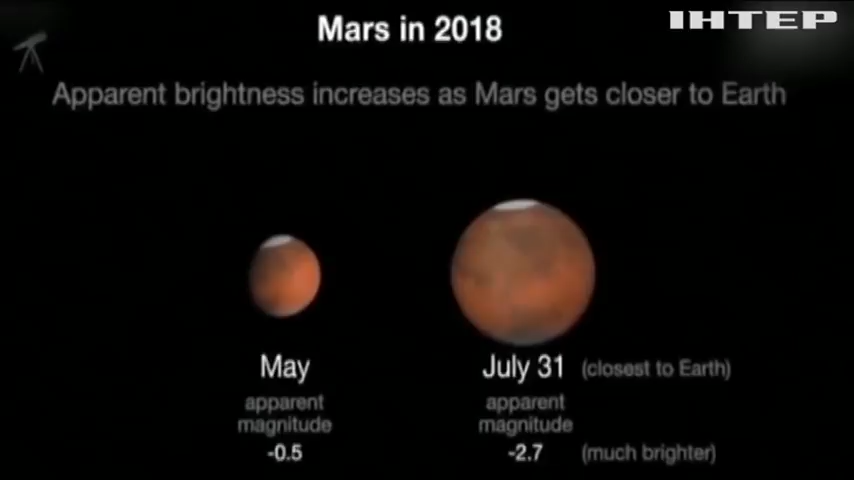 Mars in 2018
ІНТЕР
Apparent brightness increases as Mars gets closer to Earth
May
July 31 (closest to Earth)
apparent magnitude
-0.5
apparent magnitude
-2.7 (much brighter)